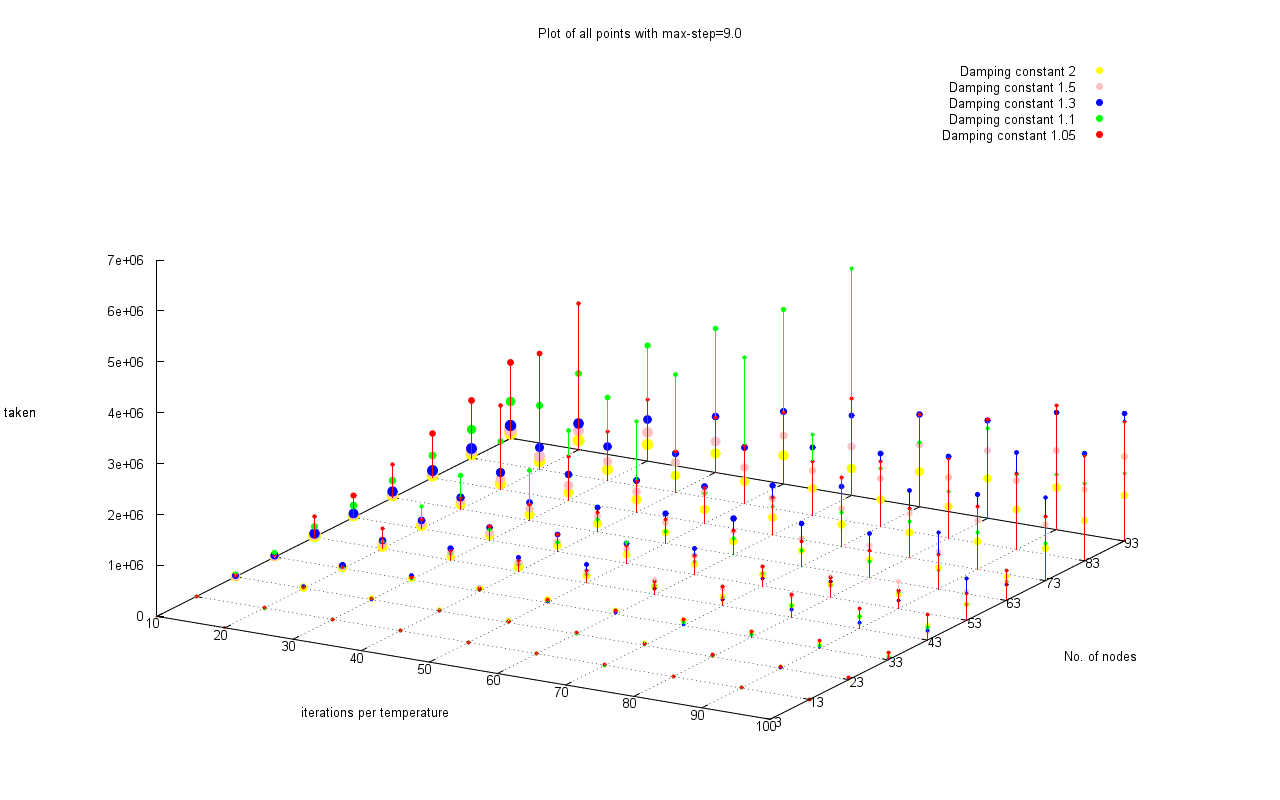 Plot of all points with max-step=9.0
Damping constant 2
Damping constant 1.5
Damping constant 1.3
Damping constant 1.1
Damping constant 1.05
7e+06
6e+06
5e+06
4e+06
3e+06
2e+06
1e+06
0
taken
10
20
30
40
50
60
70
80
90
100
iterations per temperature
3
13
23
33
43
53
63
73
83
93
No. of nodes